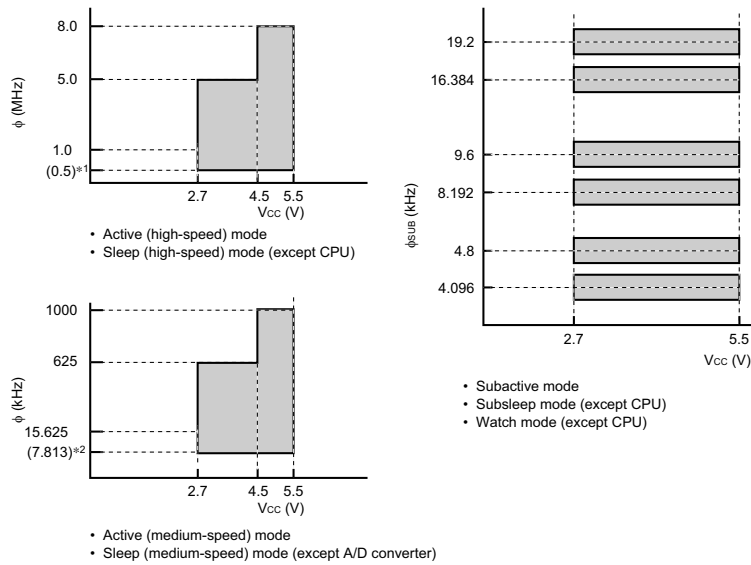 8.0
5.0
1.0
(0.5)*1
φ (MHz)
2.7 4.5 5.5
Vcc (V)
• Active (high-speed) mode
• Sleep (high-speed) mode (except CPU)
1000
625
15.625
(7.813)*2
φ (kHz)
2.7 4.5 5.5
Vcc (V)
• Active (medium-speed) mode
• Sleep (medium-speed) mode (except A/D converter)
19.2
16.384
9.6
8.192
4.8
4.096
φSUB (kHz)
2.7 5.5
Vcc (V)
• Subactive mode
• Subsleep mode (except CPU)
• Watch mode (except CPU)